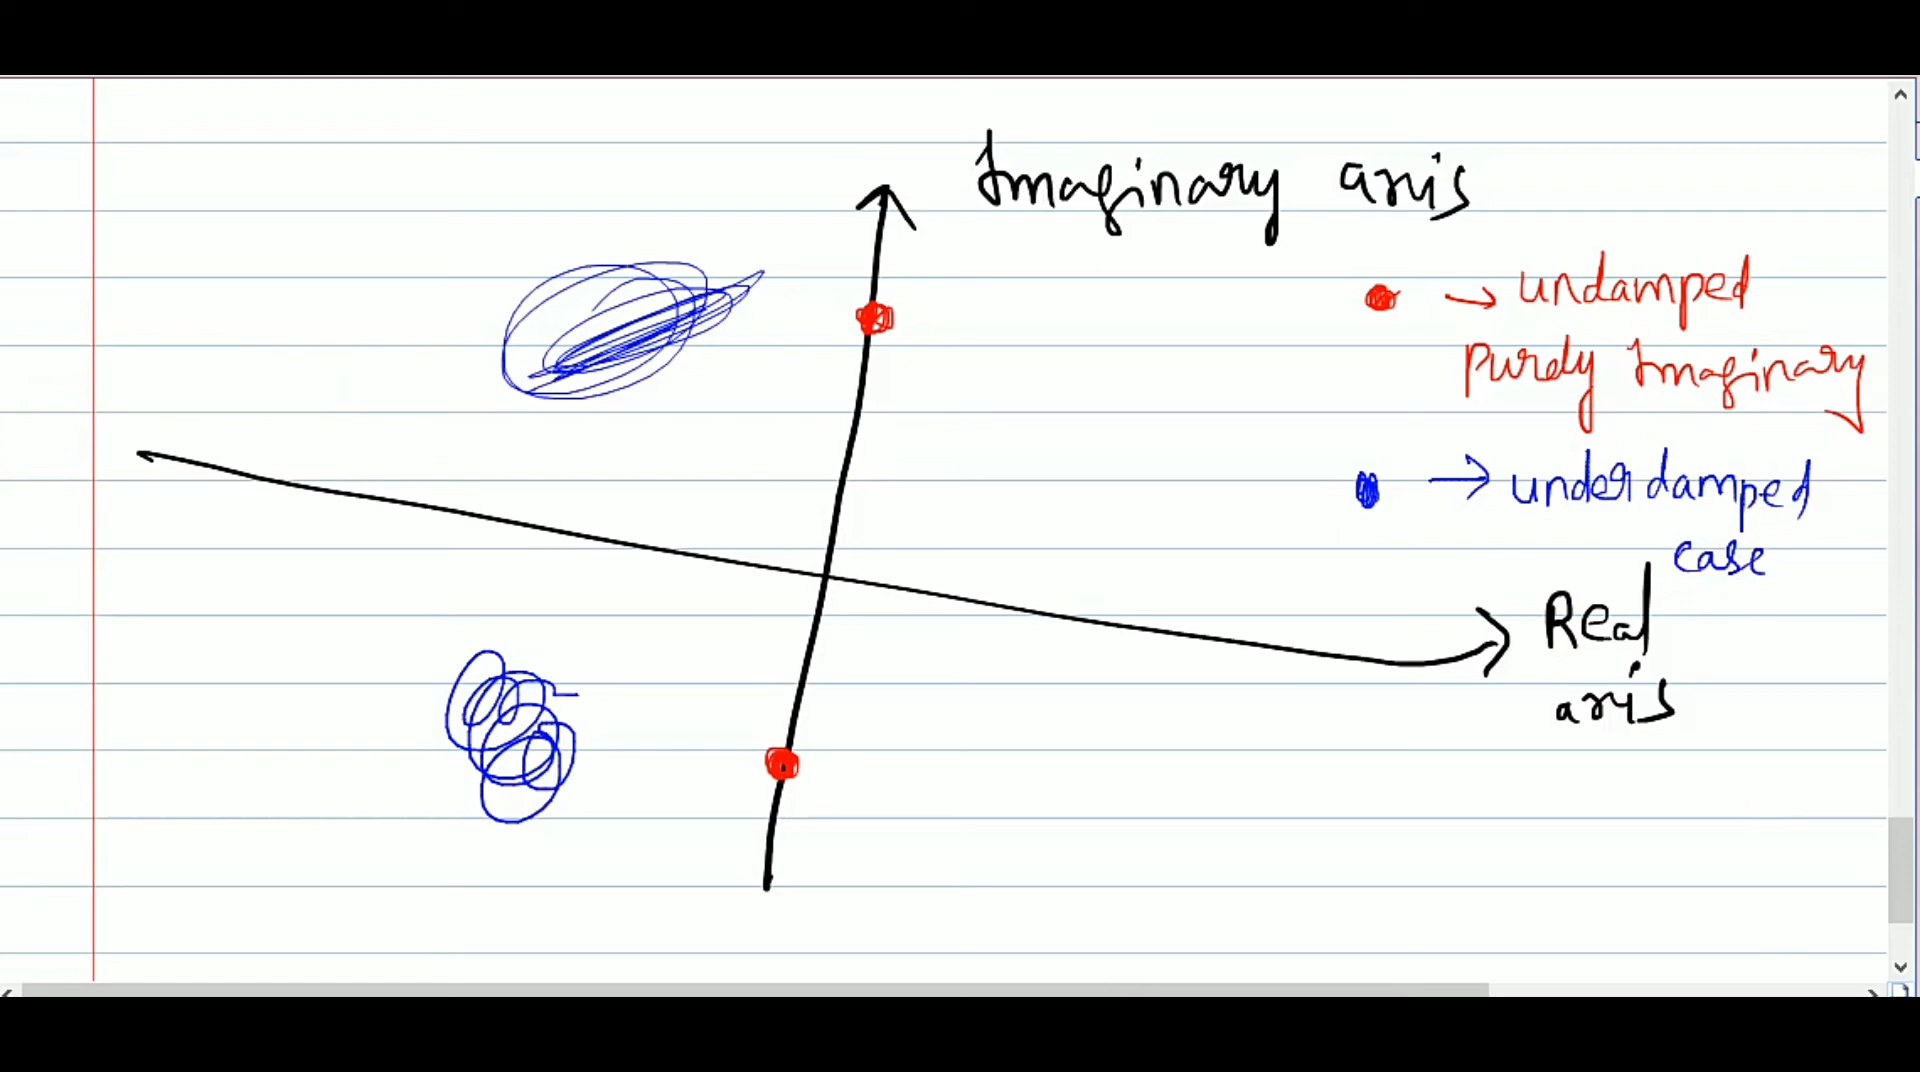 Imaginary axis
→ undamped
purely Imaginary
→ underdamped
case
Real
axis